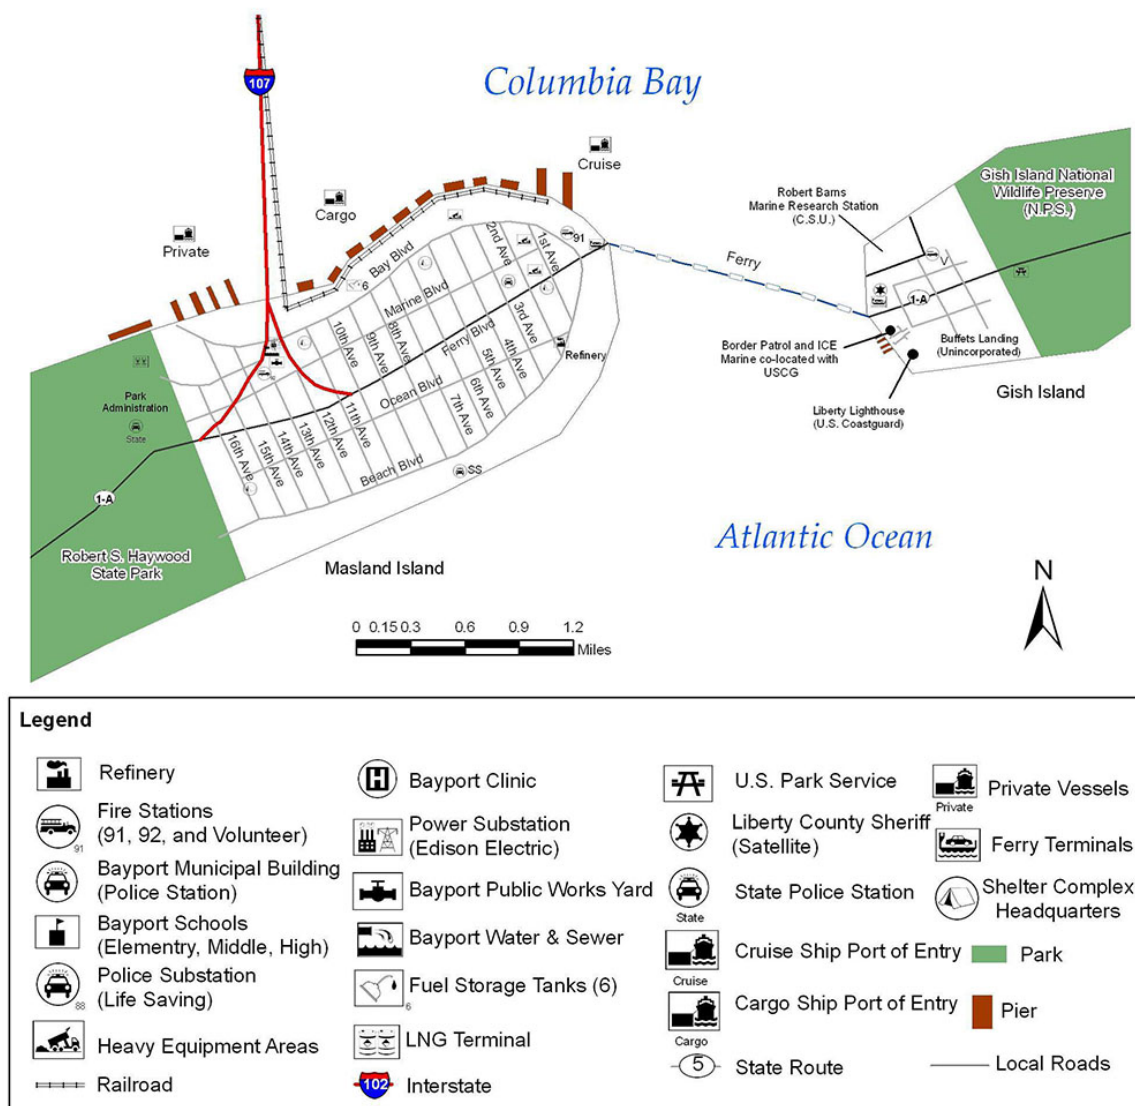 Columbia Bay
107
Cruise
Cargo
Private
Gish Island National
Wildlife Preserve
(N.P.S.)
Robert Barns
Marine Research Station
(C.S.U.)
91
2nd Ave
1st Ave
Bay Blvd
6
V
Ferry
Marine Blvd
1-A
10th Ave
9th Ave
8th Ave
Ferry Blvd
3rd Ave
4th Ave
5th Ave
6th Ave
7th Ave
Refinery
Border Patrol and ICE
Marine co-located with
USCG
Buffets Landing
(Unincorporated)
Ocean Blvd
Gish Island
Park
Administration
State
Liberty Lighthouse
(U.S. Coastguard)
11th Ave
12th Ave
13th Ave
14th Ave
15th Ave
16th Ave
Beach Blvd
SS
1-A
Atlantic Ocean
Robert S. Haywood
State Park
Masland Island
N
0 0.15 0.3 0.6 0.9 1.2
Miles
Legend
Refinery
91
Fire Stations
(91, 92, and Volunteer)
Bayport Municipal Building
(Police Station)
Bayport Schools
(Elementry, Middle, High)
88
Police Substation
(Life Saving)
Heavy Equipment Areas
Railroad
H
Bayport Clinic
Power Substation
(Edison Electric)
Bayport Public Works Yard
Bayport Water & Sewer
6
Fuel Storage Tanks (6)
LNG Terminal
102
Interstate
U.S. Park Service
Liberty County Sheriff
(Satellite)
State
State Police Station
Cruise
Cruise Ship Port of Entry
Cargo
Cargo Ship Port of Entry
5
State Route
Private
Private Vessels
Ferry Terminals
Shelter Complex
Headquarters
Park
Pier
Local Roads